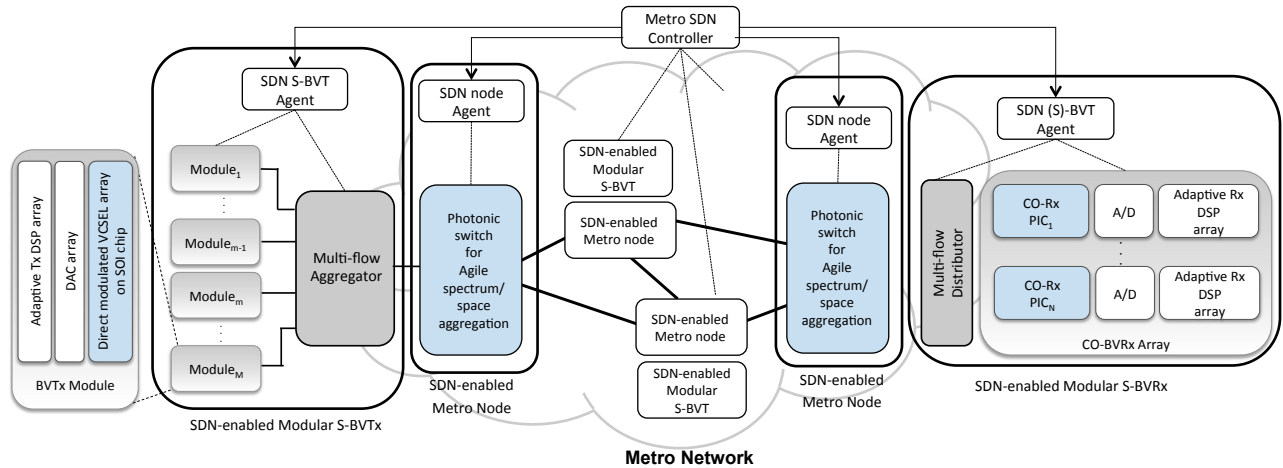 Metro SDN
Controller
SDN S-BVT
Agent
SDN node
Agent
SDN node
Agent
SDN (S)-BVT
Agent
Adaptive Tx DSP array
DAC array
Direct modulated VCSEL array
on SOI chip
BVTx Module
Module1
Modulem-1
Modulem
ModuleM
Multi-flow
Aggregator
SDN-enabled Modular S-BVTx
Photonic
switch
for
Agile
spectrum/
space
aggregation
SDN-enabled
Metro Node
SDN-enabled
Modular
S-BVT
SDN-enabled
Metro node
SDN-enabled
Metro node
SDN-enabled
Modular
S-BVT
Photonic
switch
for
Agile
spectrum/
space
aggregation
SDN-enabled
Metro Node
Multi-flow
Distributor
CO-Rx
PIC1
A/D
Adaptive Rx
DSP
array
CO-Rx
PICN
A/D
Adaptive Rx
DSP
array
CO-BVRx Array
SDN-enabled Modular S-BVRx
Metro Network